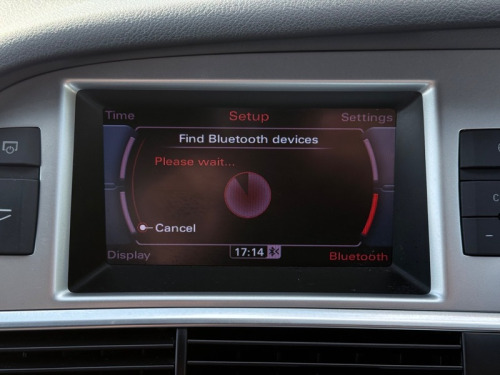 Time Setup Settings
Find Bluetooth devices
Please wait...
Cancel
Display 17:14 Bluetooth
C